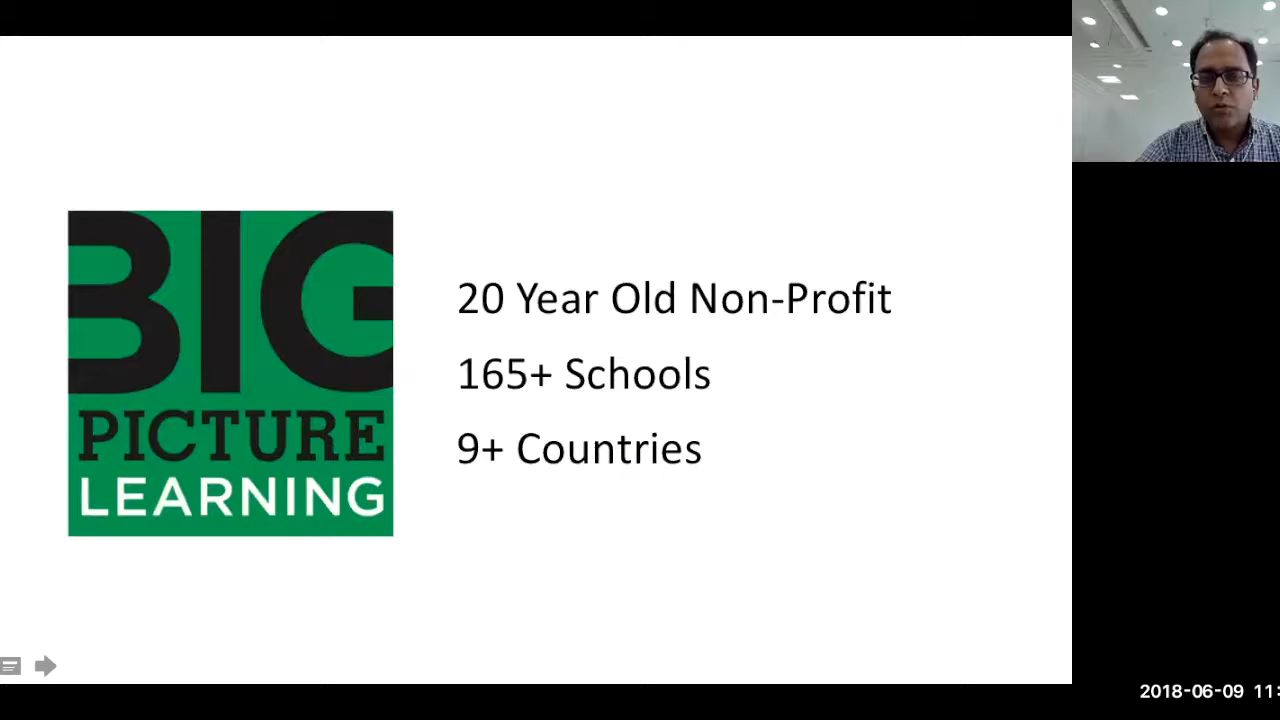 BIG
PICTURE
LEARNING
20 Year Old Non-Profit
165+ Schools
9+ Countries
2018-06-09 11: